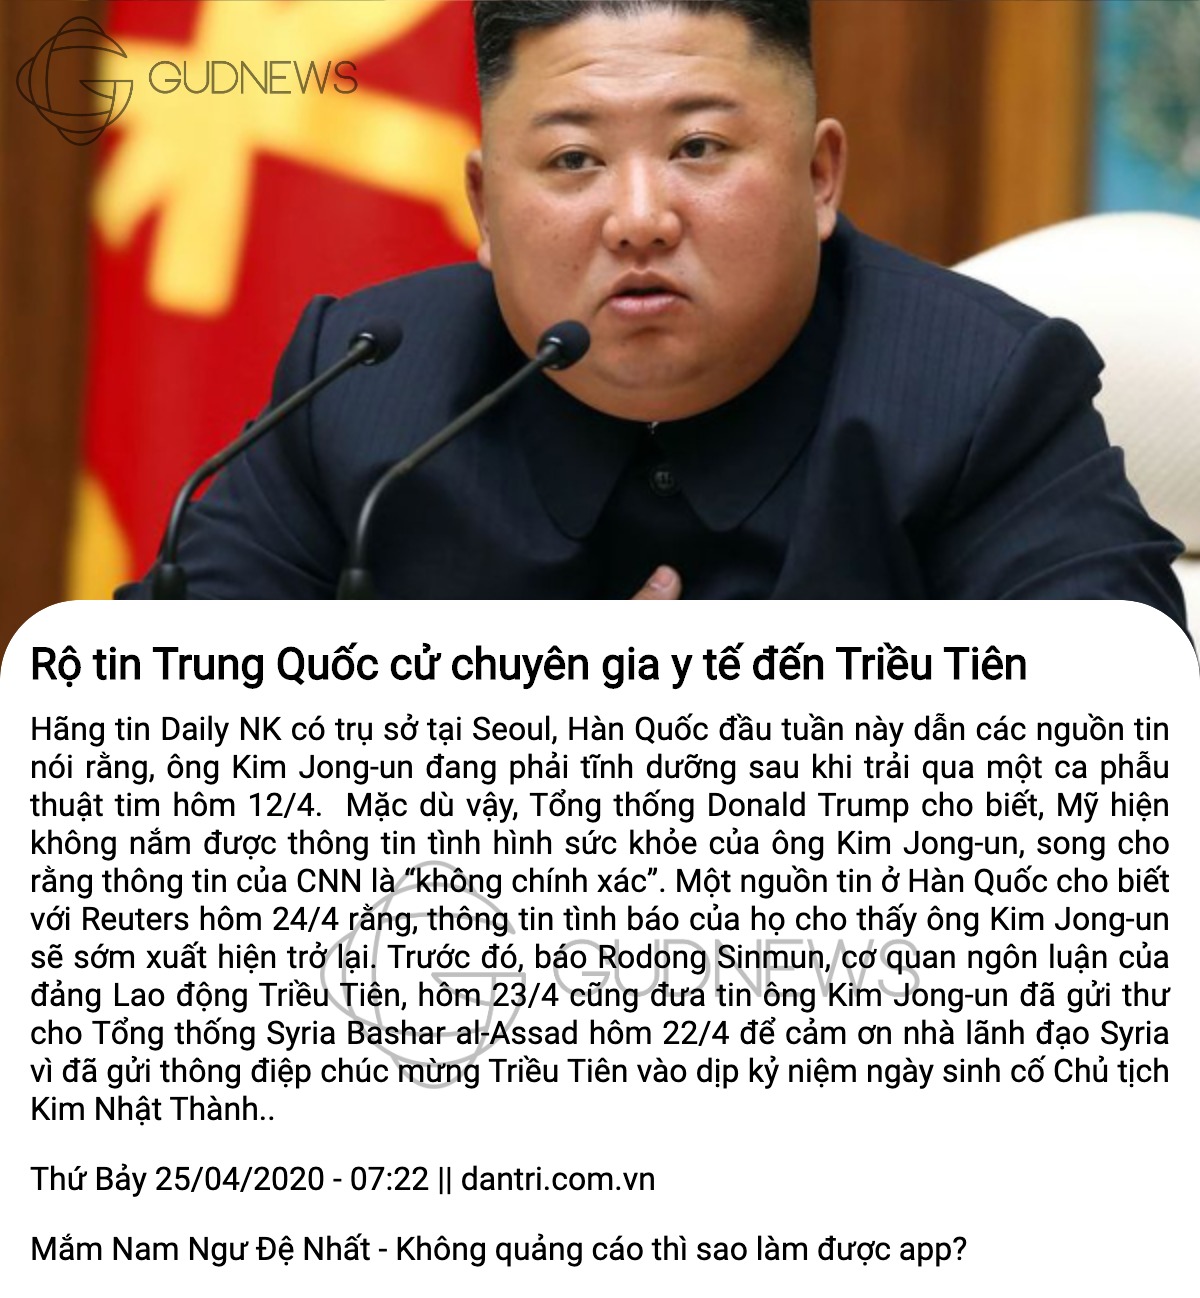 GUDNEWS
Rộ tin Trung Quốc cử chuyên gia y tế đến Triều Tiên
Hãng tin Daily NK có trụ sở tại Seoul, Hàn Quốc đầu tuần này dẫn các nguồn tin
nói rằng, ông Kim Jong-un đang phải tĩnh dưỡng sau khi trải qua một ca phẫu
thuật tim hôm 12/4.  Mặc dù vậy, Tổng thống Donald Trump cho biết, Mỹ hiện
không nắm được thông tin tình hình sức khỏe của ông Kim Jong-un, song cho
rằng thông tin của CNN là “không chính xác”. Một nguồn tin ở Hàn Quốc cho biết
với Reuters hôm 24/4 rằng, thông tin tình báo của họ cho thấy ông Kim Jong-un
sẽ sớm xuất hiện trở lại. Trước đó, báo Rodong Sinmun, cơ quan ngôn luận của
GUDNEWS
đảng Lao động Triều Tiên, hôm 23/4 cũng đưa tin ông Kim Jong-un đã gửi thư
cho Tổng thống Syria Bashar al-Assad hôm 22/4 để cảm ơn nhà lãnh đạo Syria
vì đã gửi thông điệp chúc mừng Triều Tiên vào dịp kỷ niệm ngày sinh cố Chủ tịch
Kim Nhật Thành..
Thứ Bảy 25/04/2020 - 07:22 || dantri.com.vn
Mắm Nam Ngư Đệ Nhất - Không quảng cáo thì sao làm được app?